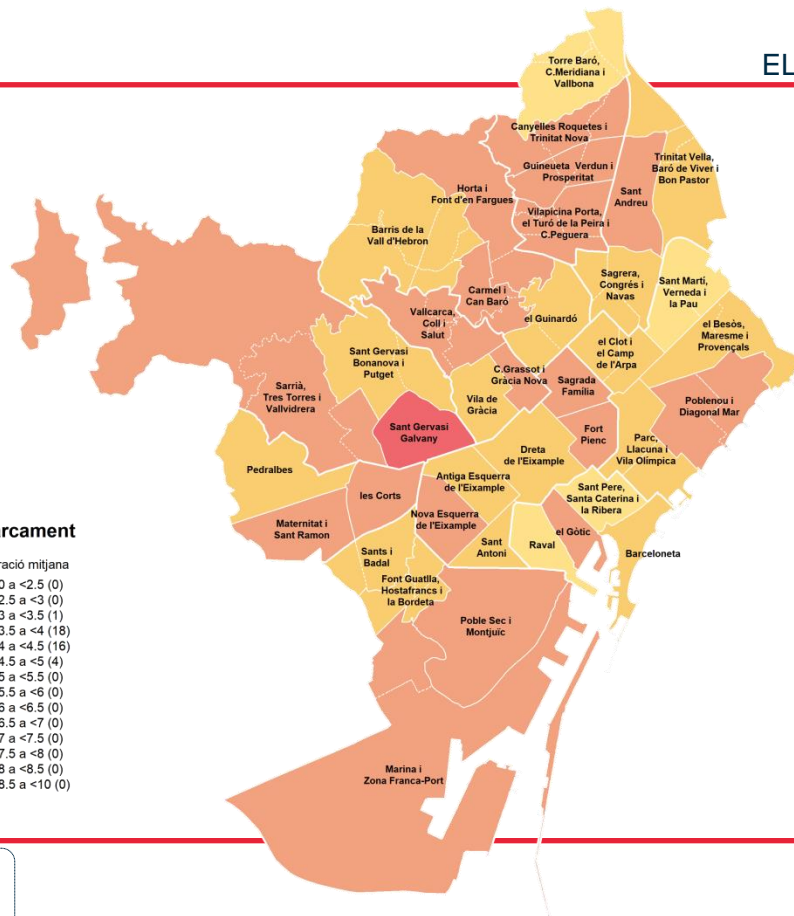 EL
Torre Baró,
C.Meridiana i
Vallbona
Canyelles Roquetes i
Trinitat Nova
Guineueta Verdun i
Prosperitat
Trinitat Vella,
Baró de Viver i
Bon Pastor
Sant
Andreu
Horta i
Font d'en Fargues
Vilapicina Porta,
el Turó de la Peira i
C.Peguera
Barris de la
Vall d'Hebron
Sagrera,
Congrés i
Navas
Sant Martí,
Verneda i
la Pau
Carmel i
Can Baró
Vallcarca,
Coll i
Salut
el Guinardó
el Besòs,
Maresme i
Provençals
el Clot i
el Camp
de l'Arpa
Sant Gervasi
Bonanova i
Putget
C.Grassot i
Gràcia Nova
Sagrada
Família
Sarrià,
Tres Torres i
Vallvidrera
Vila de
Gràcia
Poblenou i
Diagonal Mar
Sant Gervasi
Galvany
Fort
Pienc
Parc,
Llacuna i
Vila Olímpica
Dreta
de l'Eixample
Pedralbes
Antiga Esquerra
de l'Eixample
Sant Pere,
Santa Caterina i
la Ribera
les Corts
Nova Esquerra
de l'Eixample
Maternitat i
Sant Ramon
el Gòtic
Sant
Antoni
Raval
Barceloneta
Sants i
Badal
Font Guatlla,
Hostafrancs i
la Bordeta
Poble Sec i
Montjuïc
Marina i
Zona Franca-Port
arcament
ració mitjana
0 a <2.5 (0)
2.5 a <3 (0)
3 a <3.5 (1)
3.5 a <4 (18)
4 a <4.5 (16)
4.5 a <5 (4)
5 a <5.5 (0)
5.5 a <6 (0)
6 a <6.5 (0)
6.5 a <7 (0)
7 a <7.5 (0)
7.5 a <8 (0)
8 a <8.5 (0)
8.5 a <10 (0)